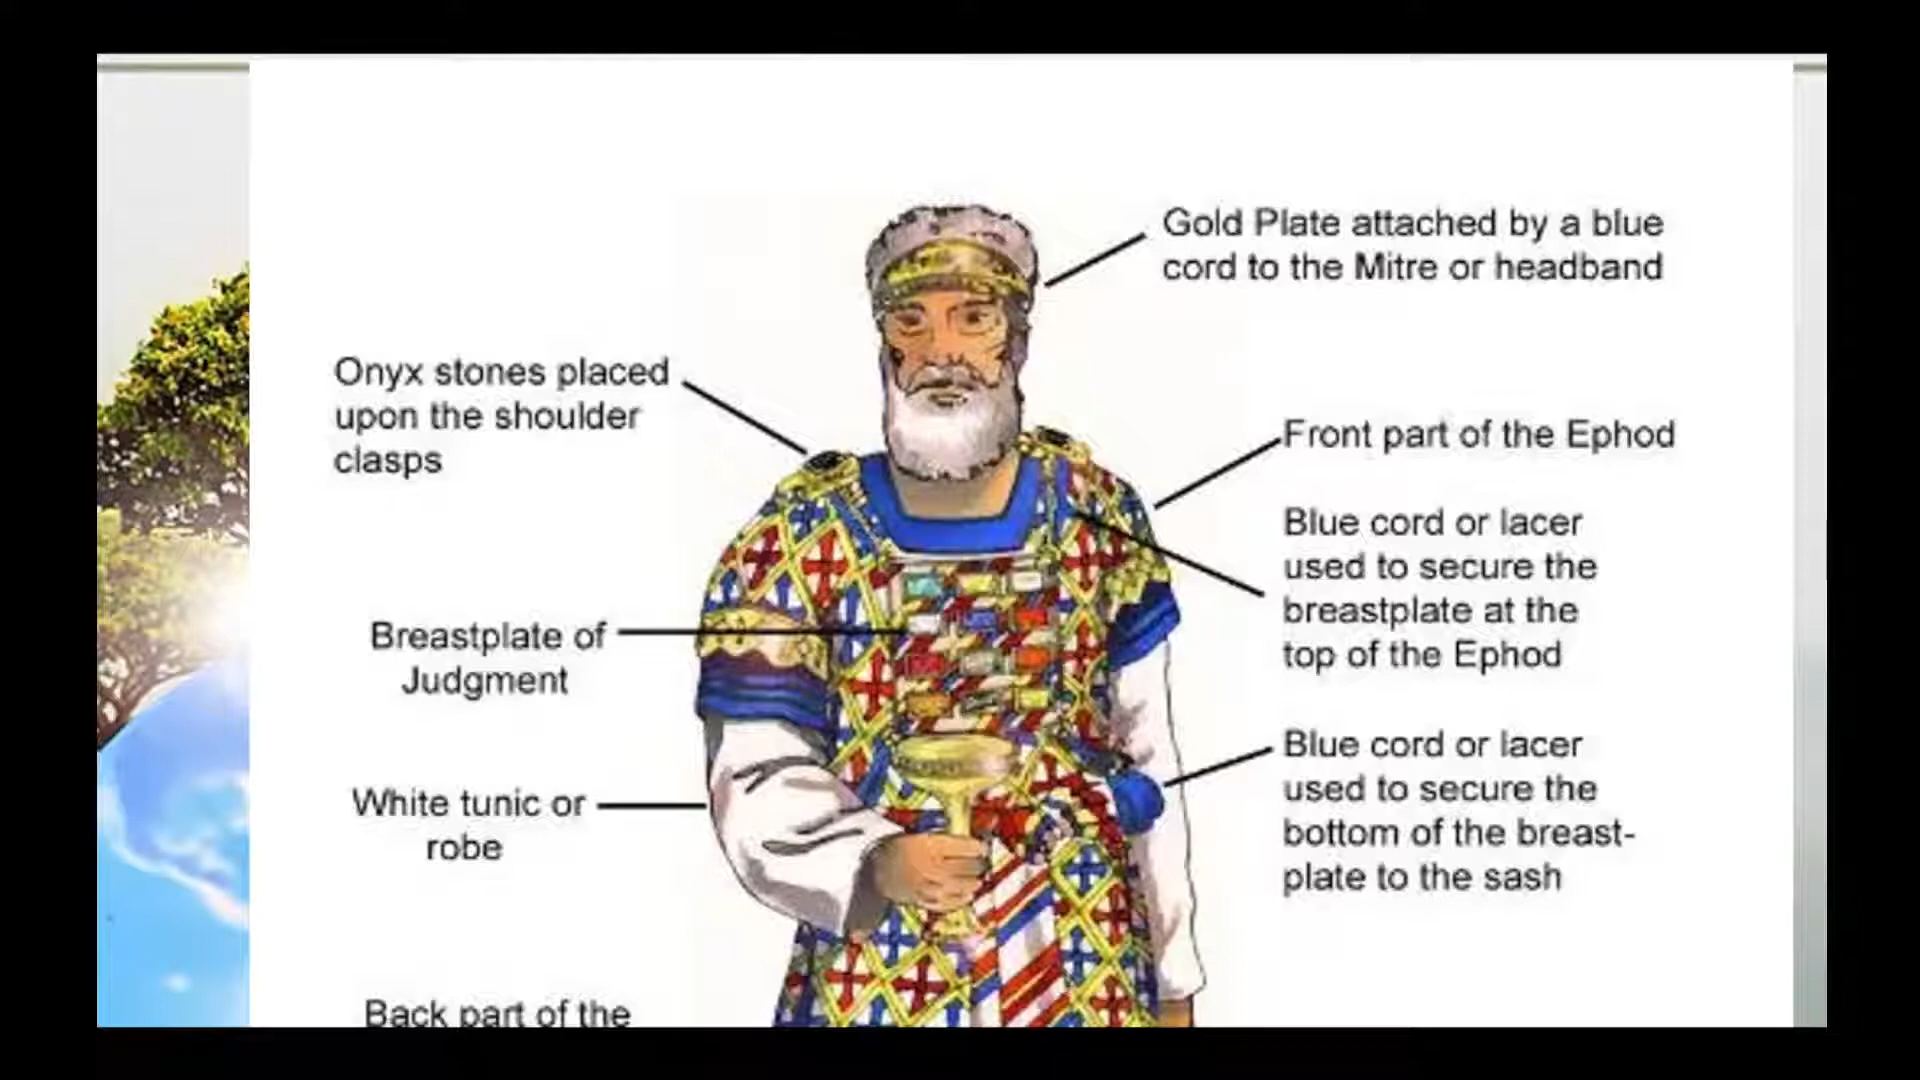 Gold Plate attached by a blue
cord to the Mitre or headband
Onyx stones placed
upon the shoulder
clasps
Front part of the Ephod
Blue cord or lacer
used to secure the
breastplate at the
top of the Ephod
Breastplate of
Judgment
Blue cord or lacer
used to secure the
bottom of the breast-
plate to the sash
White tunic or
robe
Back part of the